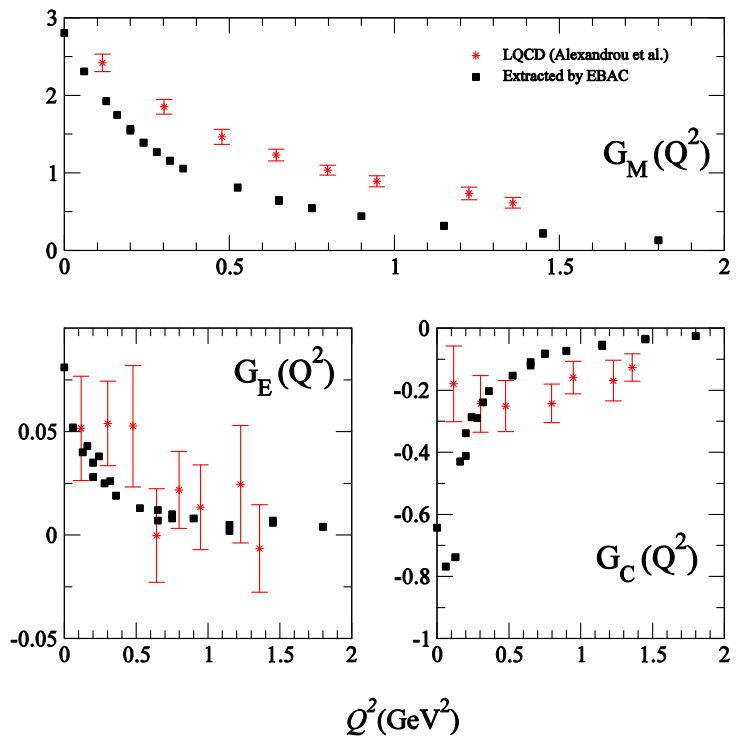 3
2
1
0
LQCD (Alexandrou et al.)
Extracted by EBAC
G_M(Q^2)
0 0.5 1 1.5 2
0.05
0
-0.05
G_E(Q^2)
0 0.5 1 1.5 2
0
-0.2
-0.4
-0.6
-0.8
-1
G_C(Q^2)
0 0.5 1 1.5 2
Q^2(GeV^2)